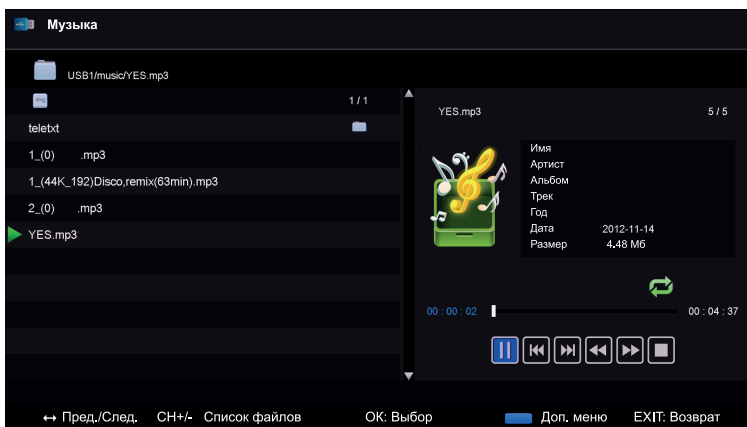 Музыка
USB1/music/YES.mp3
1 / 1
teletxt
1_(0) .mp3
1_(44K_192)Disco,remix(63min).mp3
2_(0) .mp3
YES.mp3
YES.mp3 5 / 5
Имя
Артист
Альбом
Трек
Год
Дата 2012-11-14
Размер 4.48 Мб
00 : 00 : 02 00 : 04 : 37
↔ Пред./След. CH+/- Список файлов ОК: Выбор Доп. меню EXIT: Возврат